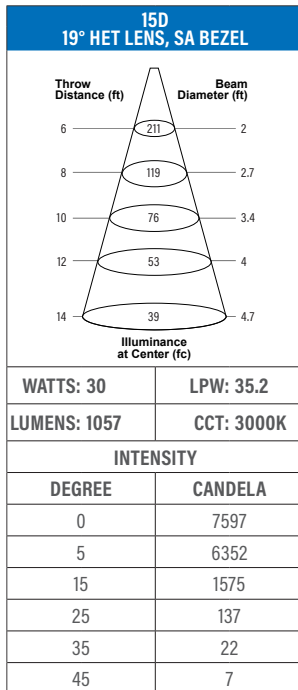 15D
19° HET LENS, SA BEZEL
Throw Beam
Distance (ft) Diameter (ft)
6 211 2
8 119 2.7
10 76 3.4
12 53 4
14 39 4.7
Illuminance
at Center (fc)
WATTS: 30 LPW: 35.2
LUMENS: 1057 CCT: 3000K
INTENSITY
DEGREE CANDELA
0 7597
5 6352
15 1575
25 137
35 22
45 7